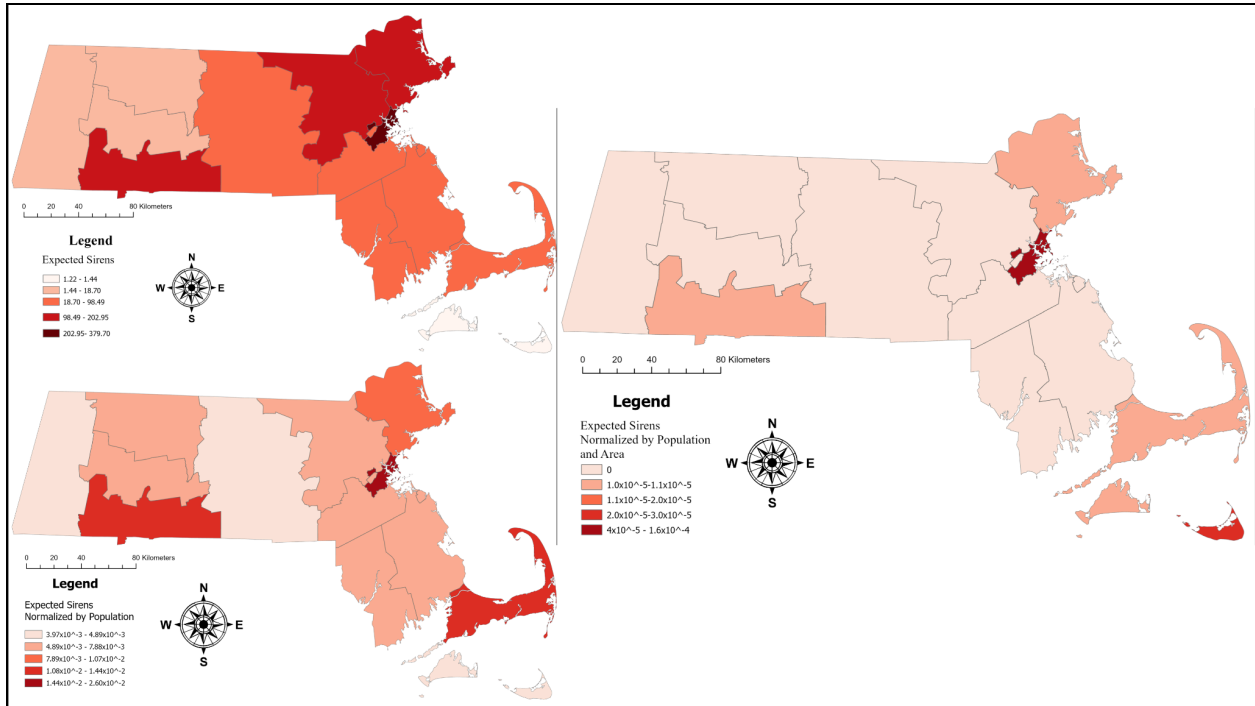 0 20 40 80 Kilometers
Legend
Expected Sirens
1.22 - 1.44
1.44 - 18.70
18.70 - 98.49
98.49 - 202.95
202.95- 379.70
N
W E
S
0 20 40 80 Kilometers
Legend
Expected Sirens
Normalized by Population
3.97x10^-3 - 4.89x10^-3
4.89x10^-3 - 7.88x10^-3
7.89x10^-3 - 1.07x10^-2
1.08x10^-2 - 1.44x10^-2
1.44x10^-2 - 2.60x10^-2
N
W E
S
0 20 40 80 Kilometers
Legend
Expected Sirens
Normalized by Population
and Area
0
1.0x10^-5-1.1x10^-5
1.1x10^-5-2.0x10^-5
2.0x10^-5-3.0x10^-5
4x10^-5 - 1.6x10^-4
N
W E
S